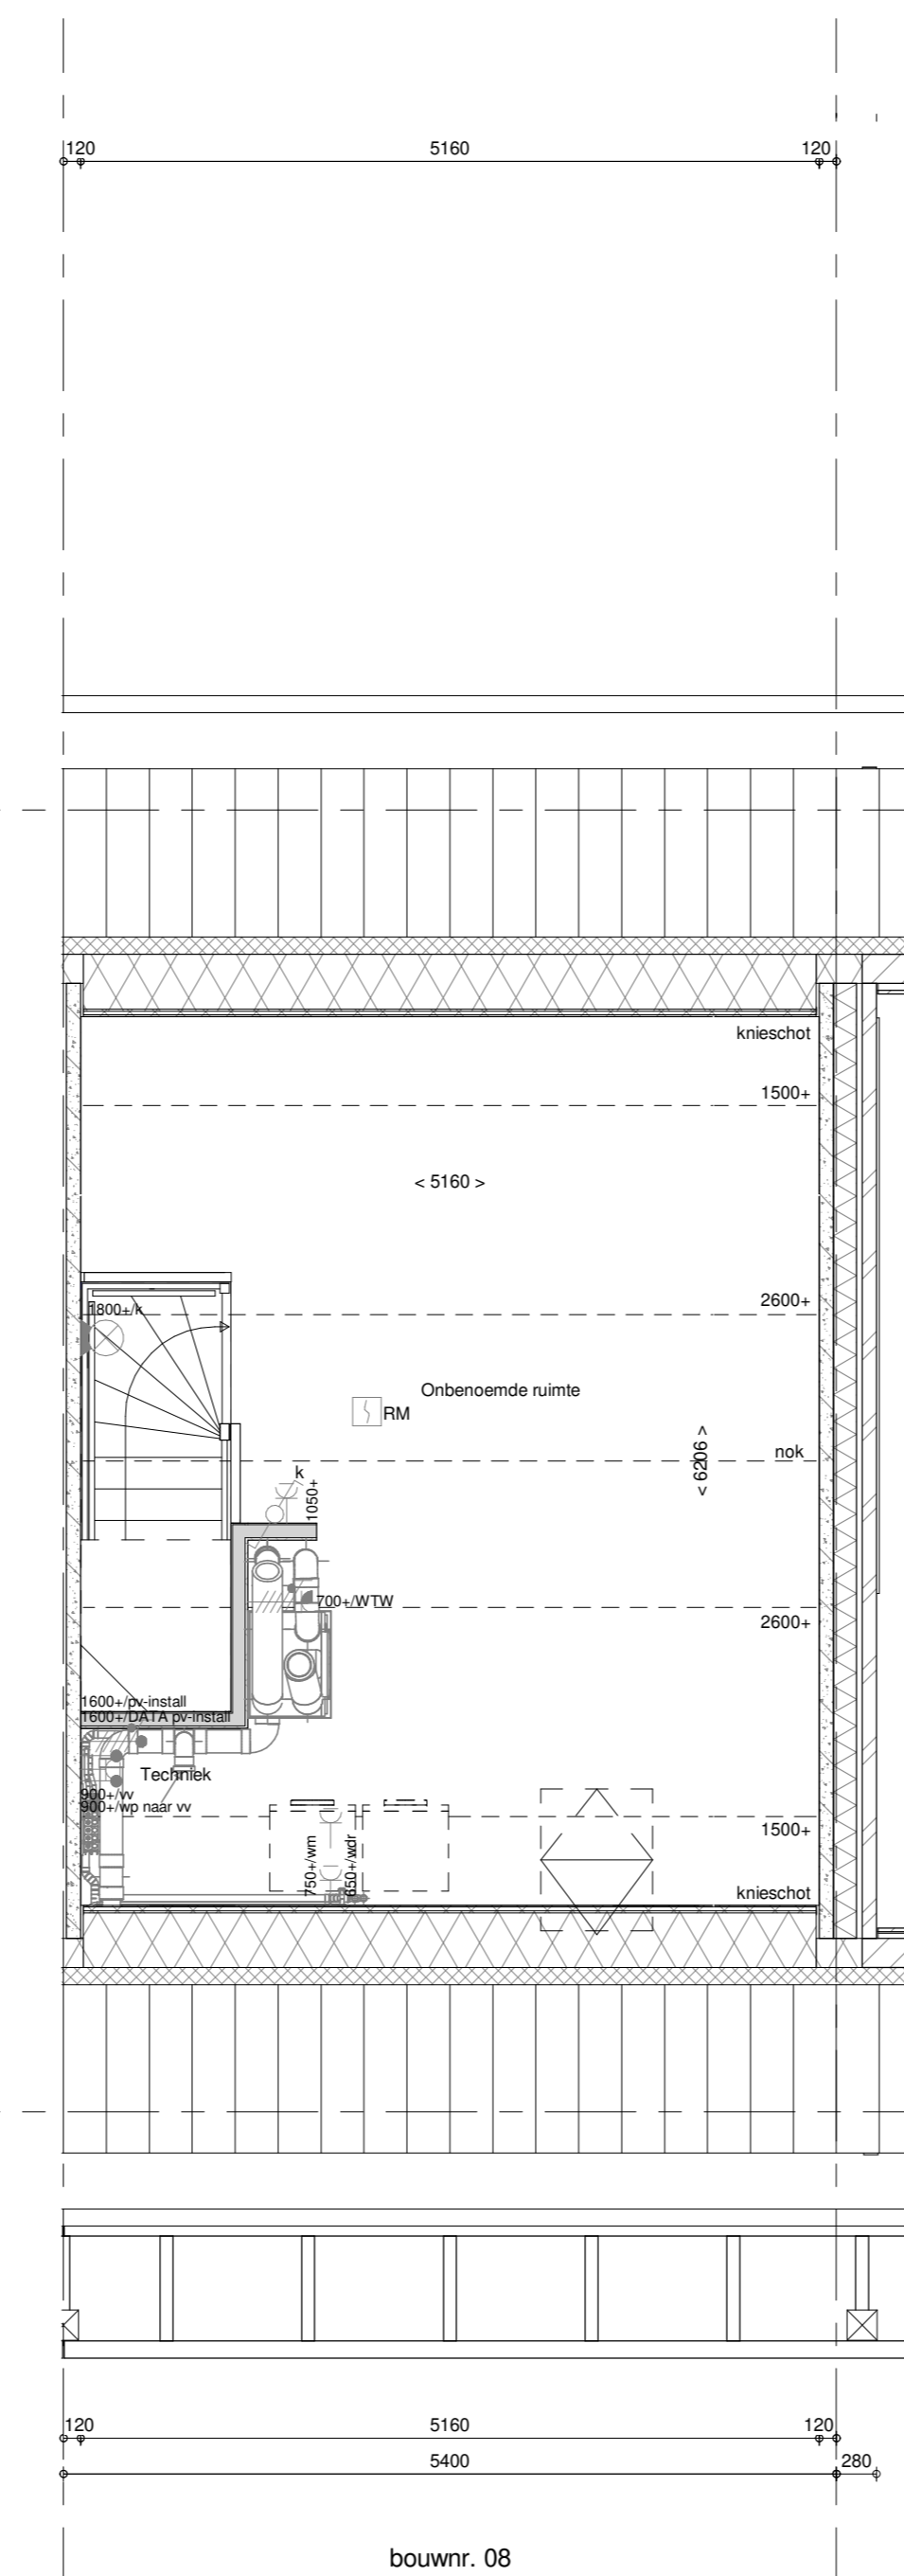 120 5160 120
knieschot
1500+
< 5160 >
2600+
1800+/k
Onbenoemde ruimte
RM
nok
< 6206 >
k
1050+
700+/WTW
2600+
1600+/pv-install
1600+/DATA pv-install
Techniek
900+/vv
900+/wp naar vv
1500+
750+/wm
650+/wdr
knieschot
120 5160 120
5400 280
bouwnr. 08